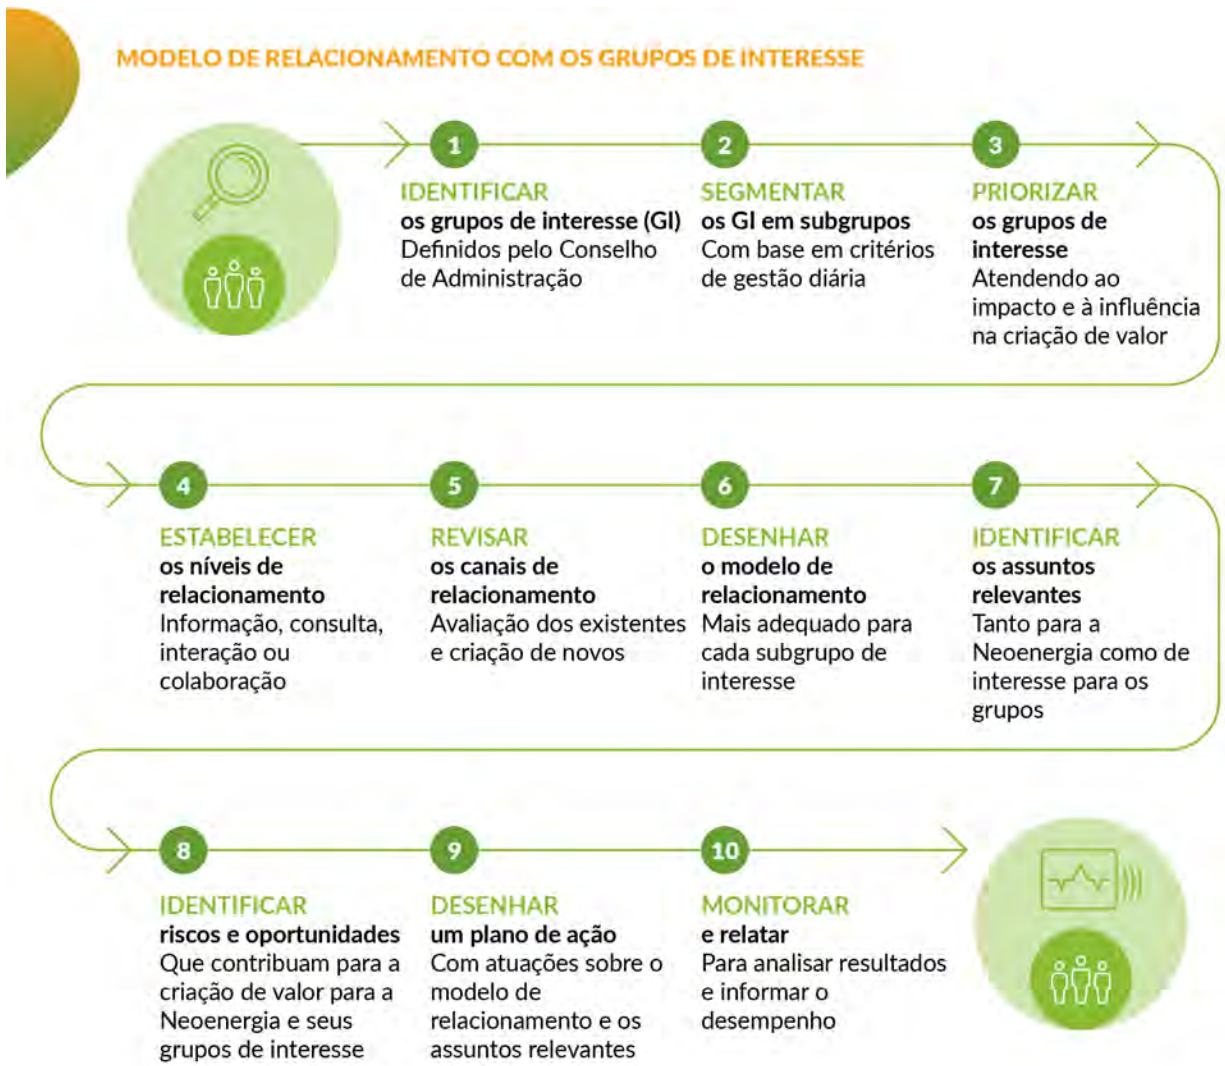 MODELO DE RELACIONAMENTO COM OS GRUPOS DE INTERESSE
1
IDENTIFICAR
os grupos de interesse (GI)
Definidos pelo Conselho
de Administração
2
SEGMENTAR
os GI em subgrupos
Com base em critérios
de gestão diária
3
PRIORIZAR
os grupos de
interesse
Atendendo ao
impacto e à influência
na criação de valor
4
ESTABELECER
os níveis de
relacionamento
Informação, consulta,
interação ou
colaboração
5
REVISAR
os canais de
relacionamento
Avaliação dos existentes
e criação de novos
6
DESENHAR
o modelo de
relacionamento
Mais adequado para
cada subgrupo de
interesse
7
IDENTIFICAR
os assuntos
relevantes
Tanto para a
Neoenergia como de
interesse para os
grupos
8
IDENTIFICAR
riscos e oportunidades
Que contribuam para a
criação de valor para a
Neoenergia e seus
grupos de interesse
9
DESENHAR
um plano de ação
Com atuações sobre o
modelo de
relacionamento e os
assuntos relevantes
10
MONITORAR
e relatar
Para analisar resultados
e informar o
desempenho